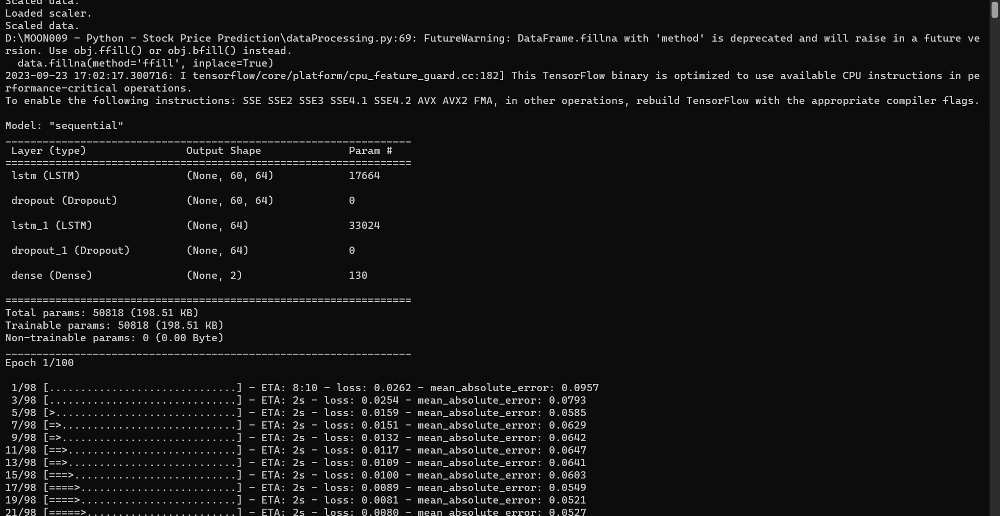 Scaled data.
Loaded scaler.
Scaled data.
D:\MOON009 - Python - Stock Price Prediction\dataProcessing.py:69: FutureWarning: DataFrame.fillna with 'method' is deprecated and will raise in a future ve
rsion. Use obj.ffill() or obj.bfill() instead.
  data.fillna(method='ffill', inplace=True)
2023-09-23 17:02:17.300716: I tensorflow/core/platform/cpu_feature_guard.cc:182] This TensorFlow binary is optimized to use available CPU instructions in pe
rformance-critical operations.
To enable the following instructions: SSE SSE2 SSE3 SSE4.1 SSE4.2 AVX AVX2 FMA, in other operations, rebuild TensorFlow with the appropriate compiler flags.
Model: "sequential"
_________________________________________________________________
 Layer (type)                Output Shape              Param #
=================================================================
 lstm (LSTM)                 (None, 60, 64)            17664
 dropout (Dropout)           (None, 60, 64)            0
 lstm_1 (LSTM)               (None, 64)                33024
 dropout_1 (Dropout)         (None, 64)                0
 dense (Dense)               (None, 2)                 130
=================================================================
Total params: 50818 (198.51 KB)
Trainable params: 50818 (198.51 KB)
Non-trainable params: 0 (0.00 Byte)
_________________________________________________________________
Epoch 1/100
 1/98 [..............................] - ETA: 8:10 - loss: 0.0262 - mean_absolute_error: 0.0957
 3/98 [..............................] - ETA: 2s - loss: 0.0254 - mean_absolute_error: 0.0793
 5/98 [>.............................] - ETA: 2s - loss: 0.0159 - mean_absolute_error: 0.0585
 7/98 [=>............................] - ETA: 2s - loss: 0.0151 - mean_absolute_error: 0.0629
 9/98 [=>............................] - ETA: 2s - loss: 0.0132 - mean_absolute_error: 0.0642
11/98 [==>...........................] - ETA: 2s - loss: 0.0117 - mean_absolute_error: 0.0647
13/98 [==>...........................] - ETA: 2s - loss: 0.0109 - mean_absolute_error: 0.0641
15/98 [===>..........................] - ETA: 2s - loss: 0.0100 - mean_absolute_error: 0.0603
17/98 [====>.........................] - ETA: 2s - loss: 0.0089 - mean_absolute_error: 0.0549
19/98 [====>.........................] - ETA: 2s - loss: 0.0081 - mean_absolute_error: 0.0521
21/98 [=====>........................] - ETA: 2s - loss: 0.0080 - mean_absolute_error: 0.0527